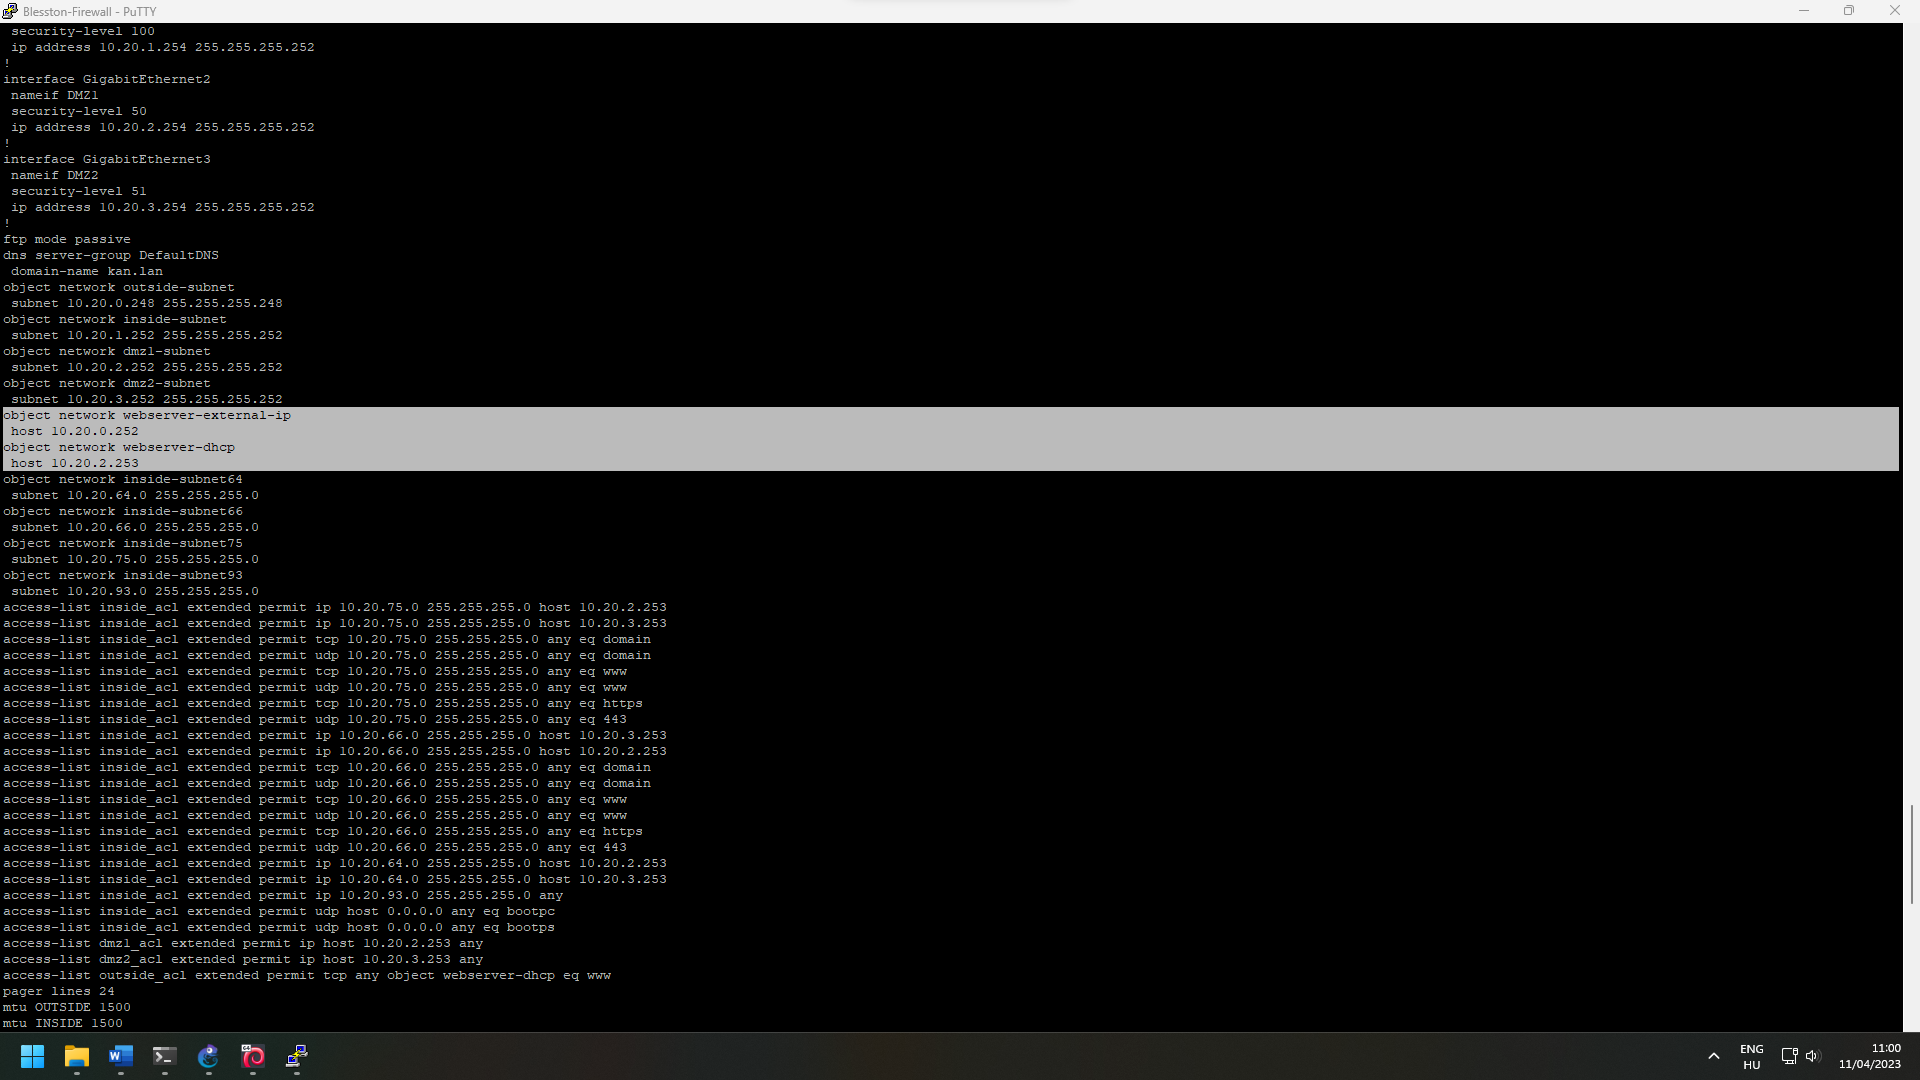 Blesston-Firewall - PuTTY
security-level 100
ip address 10.20.1.254 255.255.255.252
!
interface GigabitEthernet2
nameif DMZ1
security-level 50
ip address 10.20.2.254 255.255.255.252
!
interface GigabitEthernet3
nameif DMZ2
security-level 51
ip address 10.20.3.254 255.255.255.252
!
ftp mode passive
dns server-group DefaultDNS
domain-name kan.lan
object network outside-subnet
subnet 10.20.0.248 255.255.255.248
object network inside-subnet
subnet 10.20.1.252 255.255.255.252
object network dmz1-subnet
subnet 10.20.2.252 255.255.255.252
object network dmz2-subnet
subnet 10.20.3.252 255.255.255.252
object network webserver-external-ip
host 10.20.0.252
object network webserver-dhcp
host 10.20.2.253
object network inside-subnet64
subnet 10.20.64.0 255.255.255.0
object network inside-subnet66
subnet 10.20.66.0 255.255.255.0
object network inside-subnet75
subnet 10.20.75.0 255.255.255.0
object network inside-subnet93
subnet 10.20.93.0 255.255.255.0
access-list inside_acl extended permit ip 10.20.75.0 255.255.255.0 host 10.20.2.253
access-list inside_acl extended permit ip 10.20.75.0 255.255.255.0 host 10.20.3.253
access-list inside_acl extended permit tcp 10.20.75.0 255.255.255.0 any eq domain
access-list inside_acl extended permit udp 10.20.75.0 255.255.255.0 any eq domain
access-list inside_acl extended permit tcp 10.20.75.0 255.255.255.0 any eq www
access-list inside_acl extended permit udp 10.20.75.0 255.255.255.0 any eq www
access-list inside_acl extended permit tcp 10.20.75.0 255.255.255.0 any eq https
access-list inside_acl extended permit udp 10.20.75.0 255.255.255.0 any eq 443
access-list inside_acl extended permit ip 10.20.66.0 255.255.255.0 host 10.20.3.253
access-list inside_acl extended permit ip 10.20.66.0 255.255.255.0 host 10.20.2.253
access-list inside_acl extended permit tcp 10.20.66.0 255.255.255.0 any eq domain
access-list inside_acl extended permit udp 10.20.66.0 255.255.255.0 any eq domain
access-list inside_acl extended permit tcp 10.20.66.0 255.255.255.0 any eq www
access-list inside_acl extended permit udp 10.20.66.0 255.255.255.0 any eq www
access-list inside_acl extended permit tcp 10.20.66.0 255.255.255.0 any eq https
access-list inside_acl extended permit udp 10.20.66.0 255.255.255.0 any eq 443
access-list inside_acl extended permit ip 10.20.64.0 255.255.255.0 host 10.20.2.253
access-list inside_acl extended permit ip 10.20.64.0 255.255.255.0 host 10.20.3.253
access-list inside_acl extended permit ip 10.20.93.0 255.255.255.0 any
access-list inside_acl extended permit udp host 0.0.0.0 any eq bootpc
access-list inside_acl extended permit udp host 0.0.0.0 any eq bootps
access-list dmz1_acl extended permit ip host 10.20.2.253 any
access-list dmz2_acl extended permit ip host 10.20.3.253 any
access-list outside_acl extended permit tcp any object webserver-dhcp eq www
pager lines 24
mtu OUTSIDE 1500
mtu INSIDE 1500
ENG
HU
11:00
11/04/2023